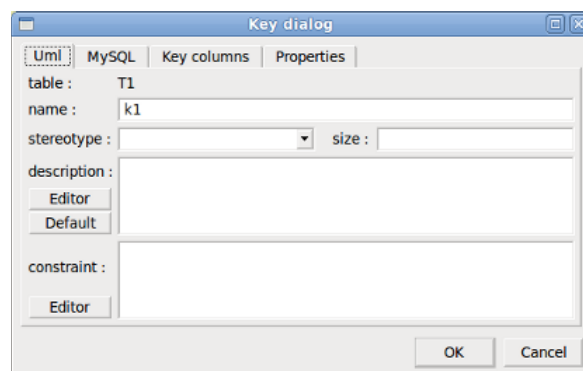 Key dialog
Uml MySQL Key columns Properties
table : T1
name : k1
stereotype : size :
description :
Editor
Default
constraint :
Editor
OK Cancel